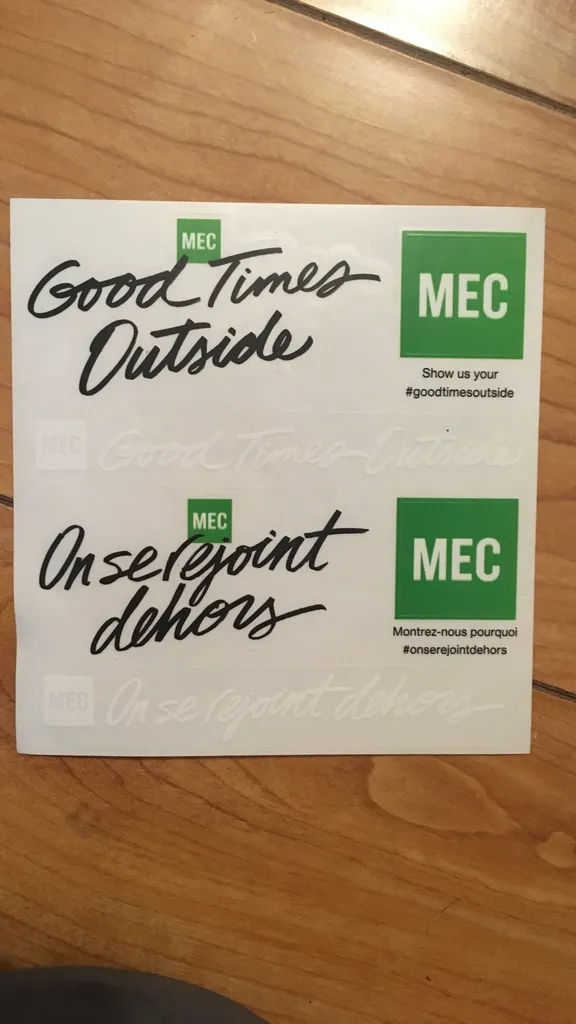 MEC
Good Times
Outside
MEC
Show us your
#goodtimesoutside
MEC Good Times Outside
MEC
On se rejoint
dehors
MEC
Montrez-nous pourquoi
#onserejointdehors
MEC On se rejoint dehors